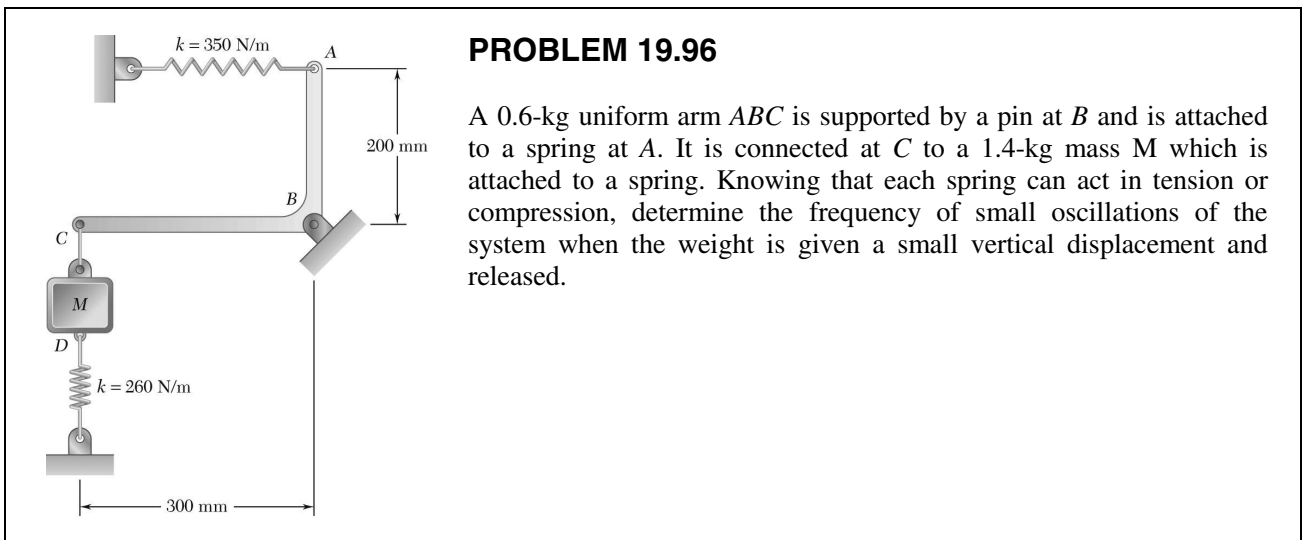 k = 350 N/m
A
200 mm
B
C
M
D
k = 260 N/m
300 mm
PROBLEM 19.96
A 0.6-kg uniform arm ABC is supported by a pin at B and is attached
to a spring at A. It is connected at C to a 1.4-kg mass M which is
attached to a spring. Knowing that each spring can act in tension or
compression, determine the frequency of small oscillations of the
system when the weight is given a small vertical displacement and
released.